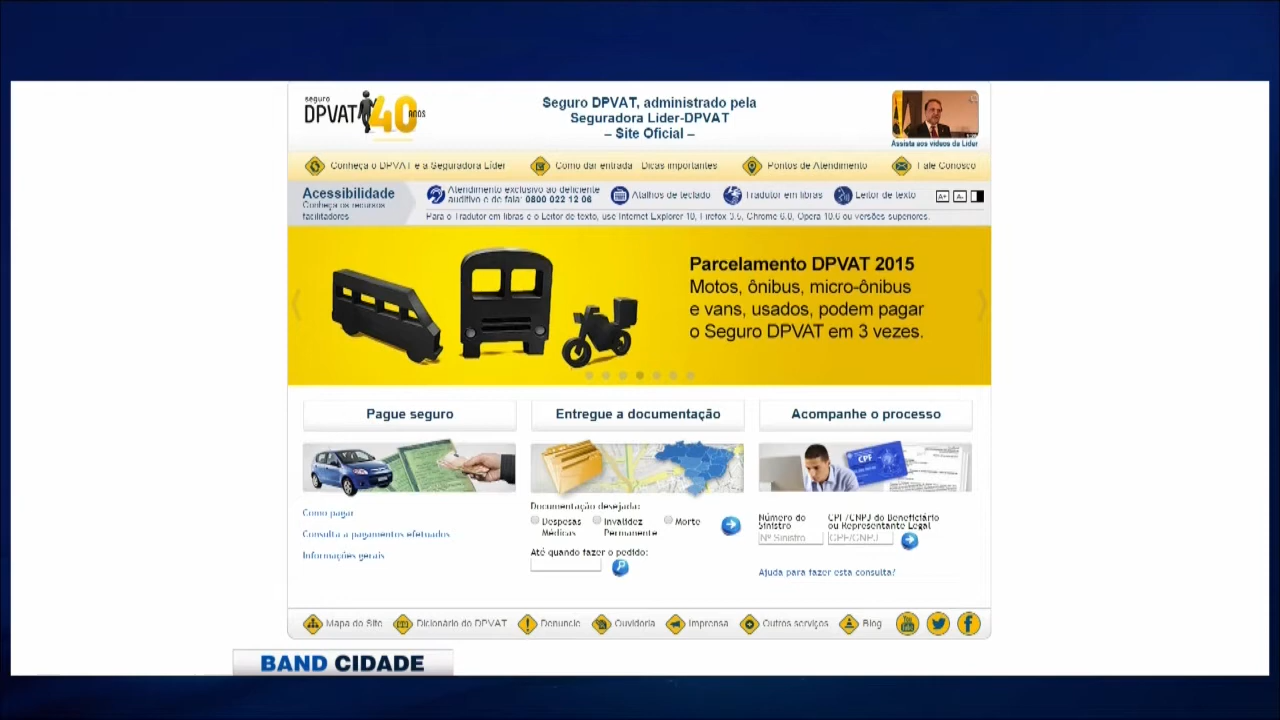 seguro
DPVAT 40 ANOS
Seguro DPVAT, administrado pela
Seguradora Líder-DPVAT
– Site Oficial –
Assista aos vídeos da Líder
Conheça o DPVAT e a Seguradora Líder
Como dar entrada
Dicas importantes
Pontos de Atendimento
Fale Conosco
Acessibilidade
Conheça os recursos
facilitadores
Atendimento exclusivo ao deficiente
auditivo e de fala: 0800 022 12 06
Atalhos de teclado
Tradutor em libras
Leitor de texto
A+
A-
Para o Tradutor em libras e o Leitor de texto, use Internet Explorer 10, Firefox 3.5, Chrome 6.0, Opera 10.6 ou versões superiores.
Parcelamento DPVAT 2015
Motos, ônibus, micro-ônibus
e vans, usados, podem pagar
o Seguro DPVAT em 3 vezes.
Pague seguro
Entregue a documentação
Acompanhe o processo
CPF
Como pagar
Consulta a pagamentos efetuados
Informações gerais
Documentação desejada:
Despesas
Médicas
Invalidez
Permanente
Morte
Até quando fazer o pedido:
Número do
Sinistro
CPF/CNPJ do Beneficiário
ou Representante Legal
Nº Sinistro
CPF/CNPJ
Ajuda para fazer esta consulta?
Mapa do Site
Dicionário do DPVAT
Denuncie
Ouvidoria
Imprensa
Outros serviços
Blog
You
Tube
BAND CIDADE